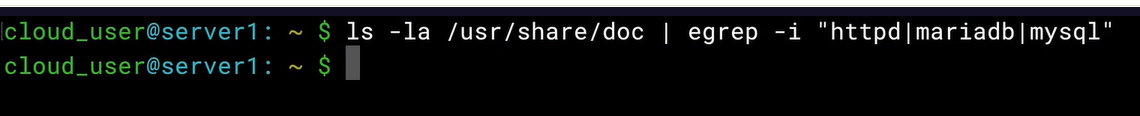 cloud_user@server1: ~ $ ls -la /usr/share/doc | egrep -i "httpd|mariadb|mysql"
cloud_user@server1: ~ $